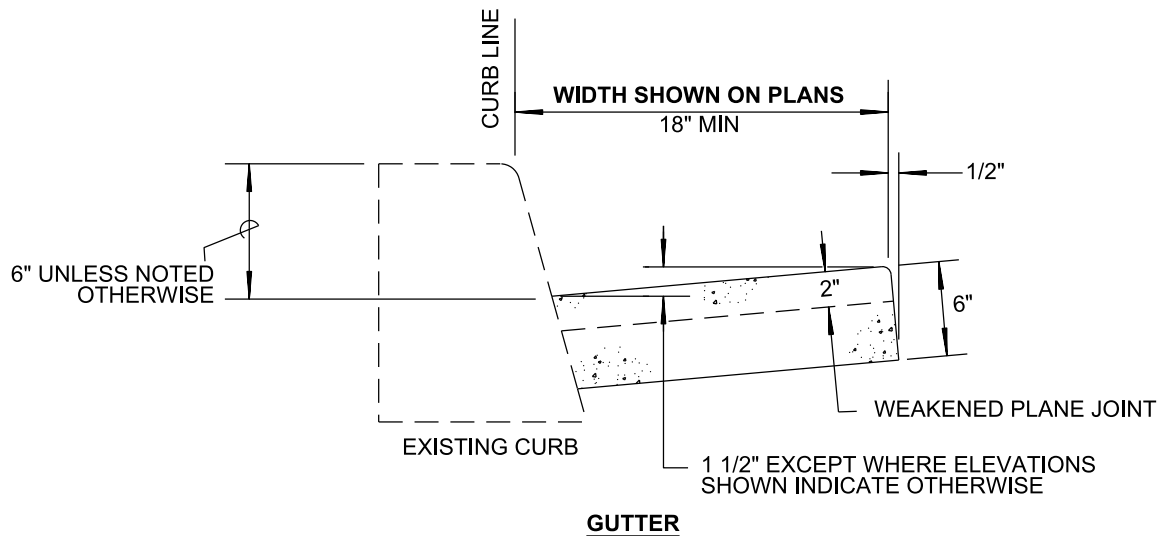 CURB LINE
WIDTH SHOWN ON PLANS
18" MIN
1/2"
6" UNLESS NOTED
OTHERWISE
2"
6"
WEAKENED PLANE JOINT
EXISTING CURB
1 1/2" EXCEPT WHERE ELEVATIONS
SHOWN INDICATE OTHERWISE
GUTTER